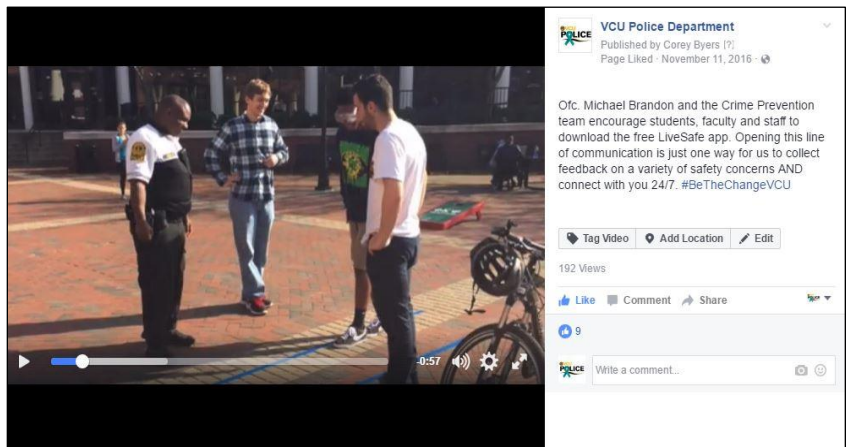 POLICE
VCU Police Department
Published by Corey Byers [?]
Page Liked · November 11, 2016 ·
Ofc. Michael Brandon and the Crime Prevention
team encourage students, faculty and staff to
download the free LiveSafe app. Opening this line
of communication is just one way for us to collect
feedback on a variety of safety concerns AND
connect with you 24/7. #BeTheChangeVCU
Tag Video Add Location Edit
192 Views
Like Comment Share
9
-0:57
POLICE Write a comment...